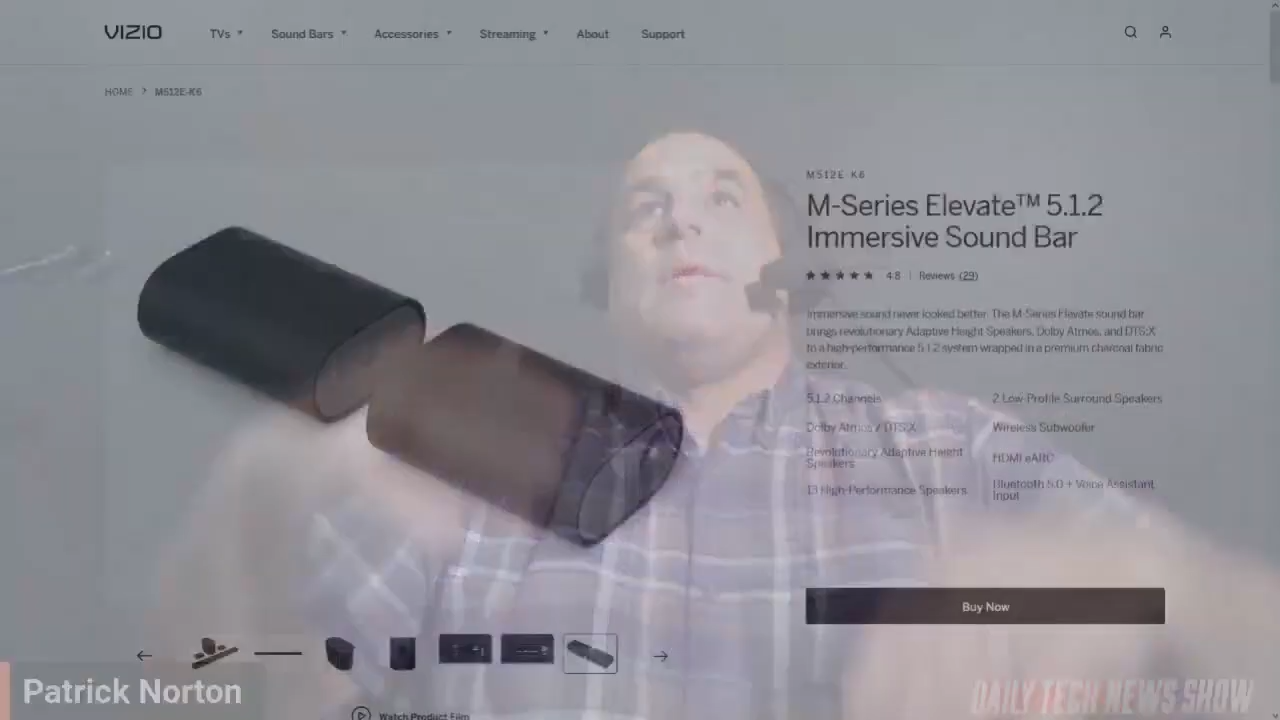 VIZIO
TVs
Sound Bars
Accessories
Streaming
About
Support
HOME > M512E-K6
M512E-K6
M-Series Elevate™ 5.1.2
Immersive Sound Bar
4.8 | Reviews (29)
Immersive sound never looked better. The M-Series Elevate sound bar
brings revolutionary Adaptive Height Speakers, Dolby Atmos, and DTS:X
to a high-performance 5.1.2 system wrapped in a premium charcoal fabric
exterior.
5.1.2 Channels
2 Low-Profile Surround Speakers
Dolby Atmos / DTS:X
Wireless Subwoofer
Revolutionary Adaptive Height
Speakers
HDMI eARC
13 High-Performance Speakers
Bluetooth 5.0 + Voice Assistant
Input
Buy Now
Watch Product Film
Patrick Norton
DAILY TECH NEWS SHOW